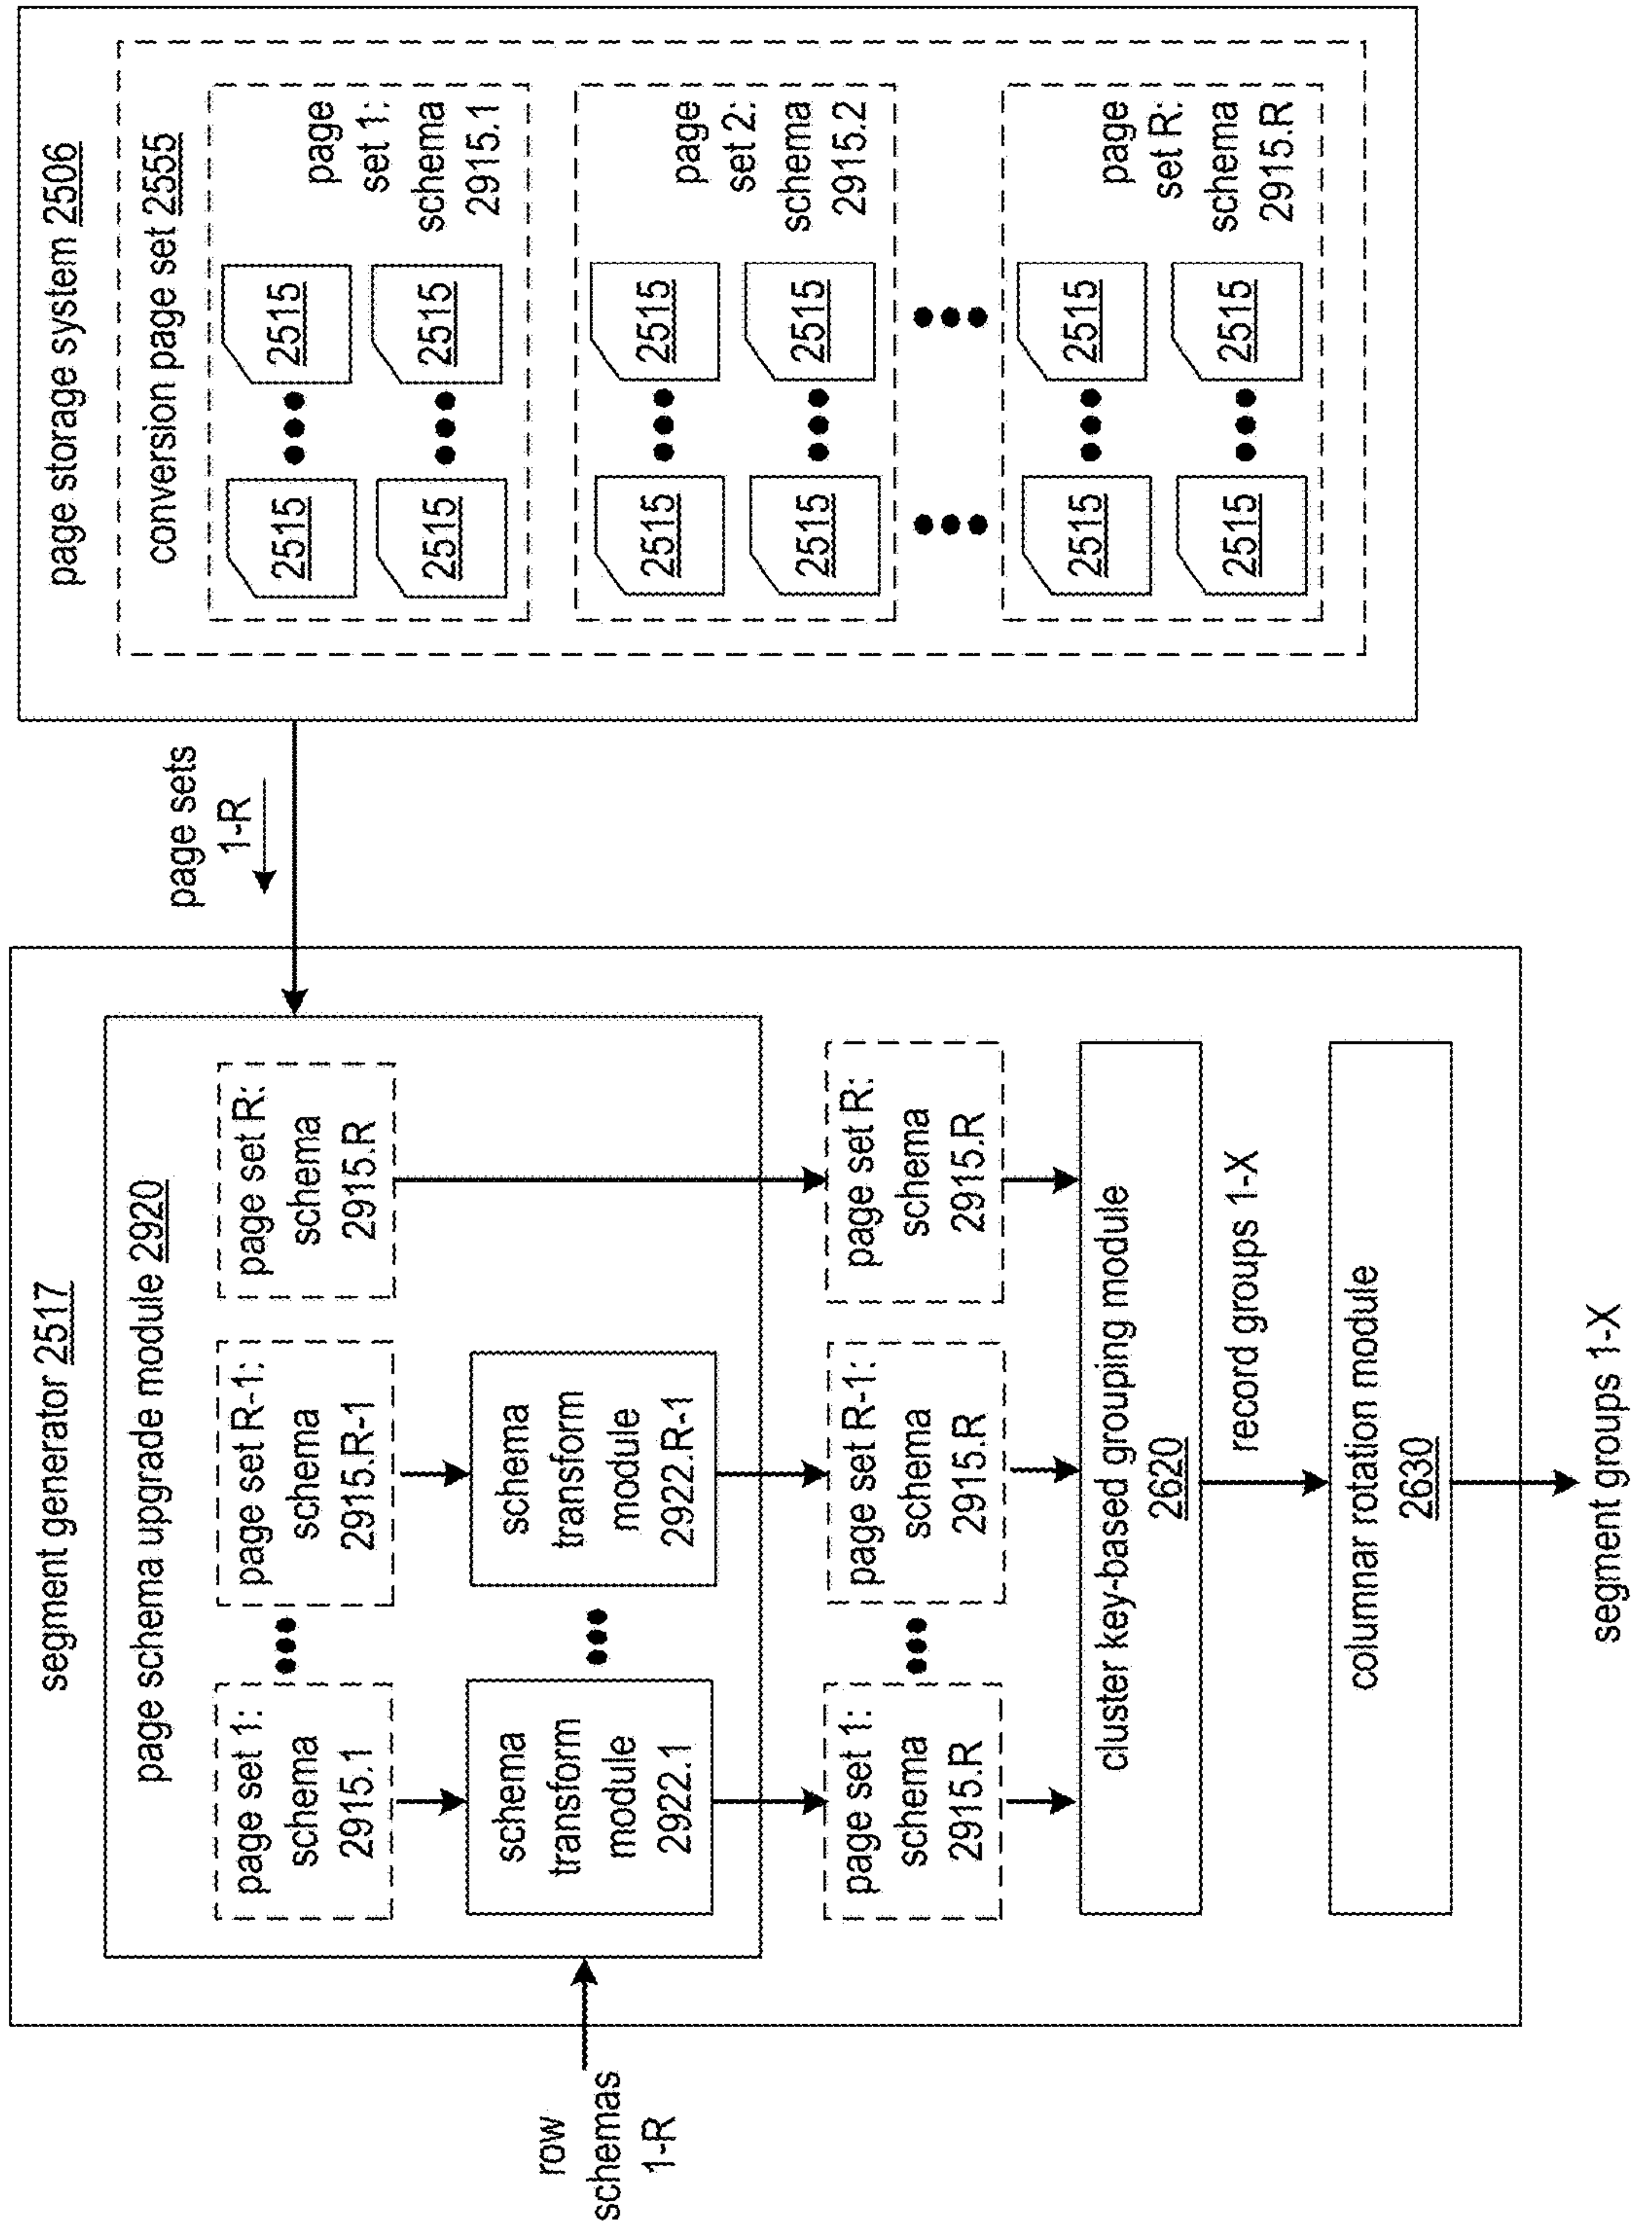 segment generator 2517
page schema upgrade module 2920
page set 1:
schema
2915.1
page set R-1:
schema
2915.R-1
page set R:
schema
2915.R
schema
transform
module
2922.1
schema
transform
module
2922.R-1
row
schemas
1-R
page set 1:
schema
2915.R
page set R-1:
schema
2915.R
page set R:
schema
2915.R
cluster key-based grouping module
2620
record groups 1-X
columnar rotation module
2630
segment groups 1-X
page sets
1-R
page storage system 2506
conversion page set 2555
2515
2515
page
set 1:
schema
2915.1
2515
2515
2515
2515
page
set 2:
schema
2915.2
2515
2515
2515
2515
page
set R:
schema
2915.R
2515
2515